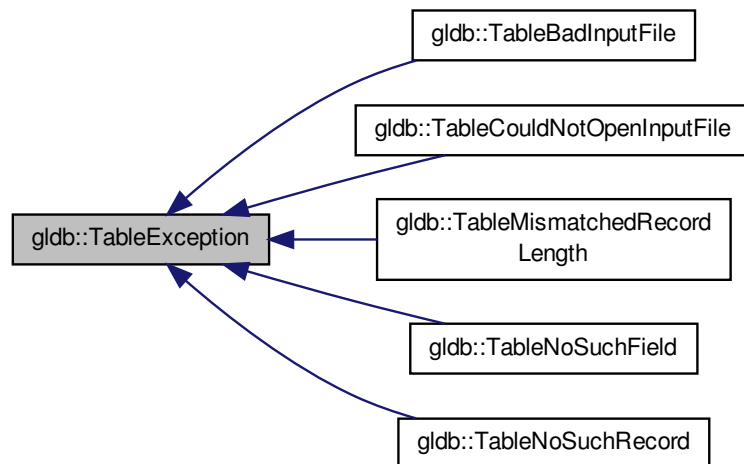 gldb::TableBadInputFile
gldb::TableCouldNotOpenInputFile
gldb::TableException
gldb::TableMismatchedRecord
Length
gldb::TableNoSuchField
gldb::TableNoSuchRecord